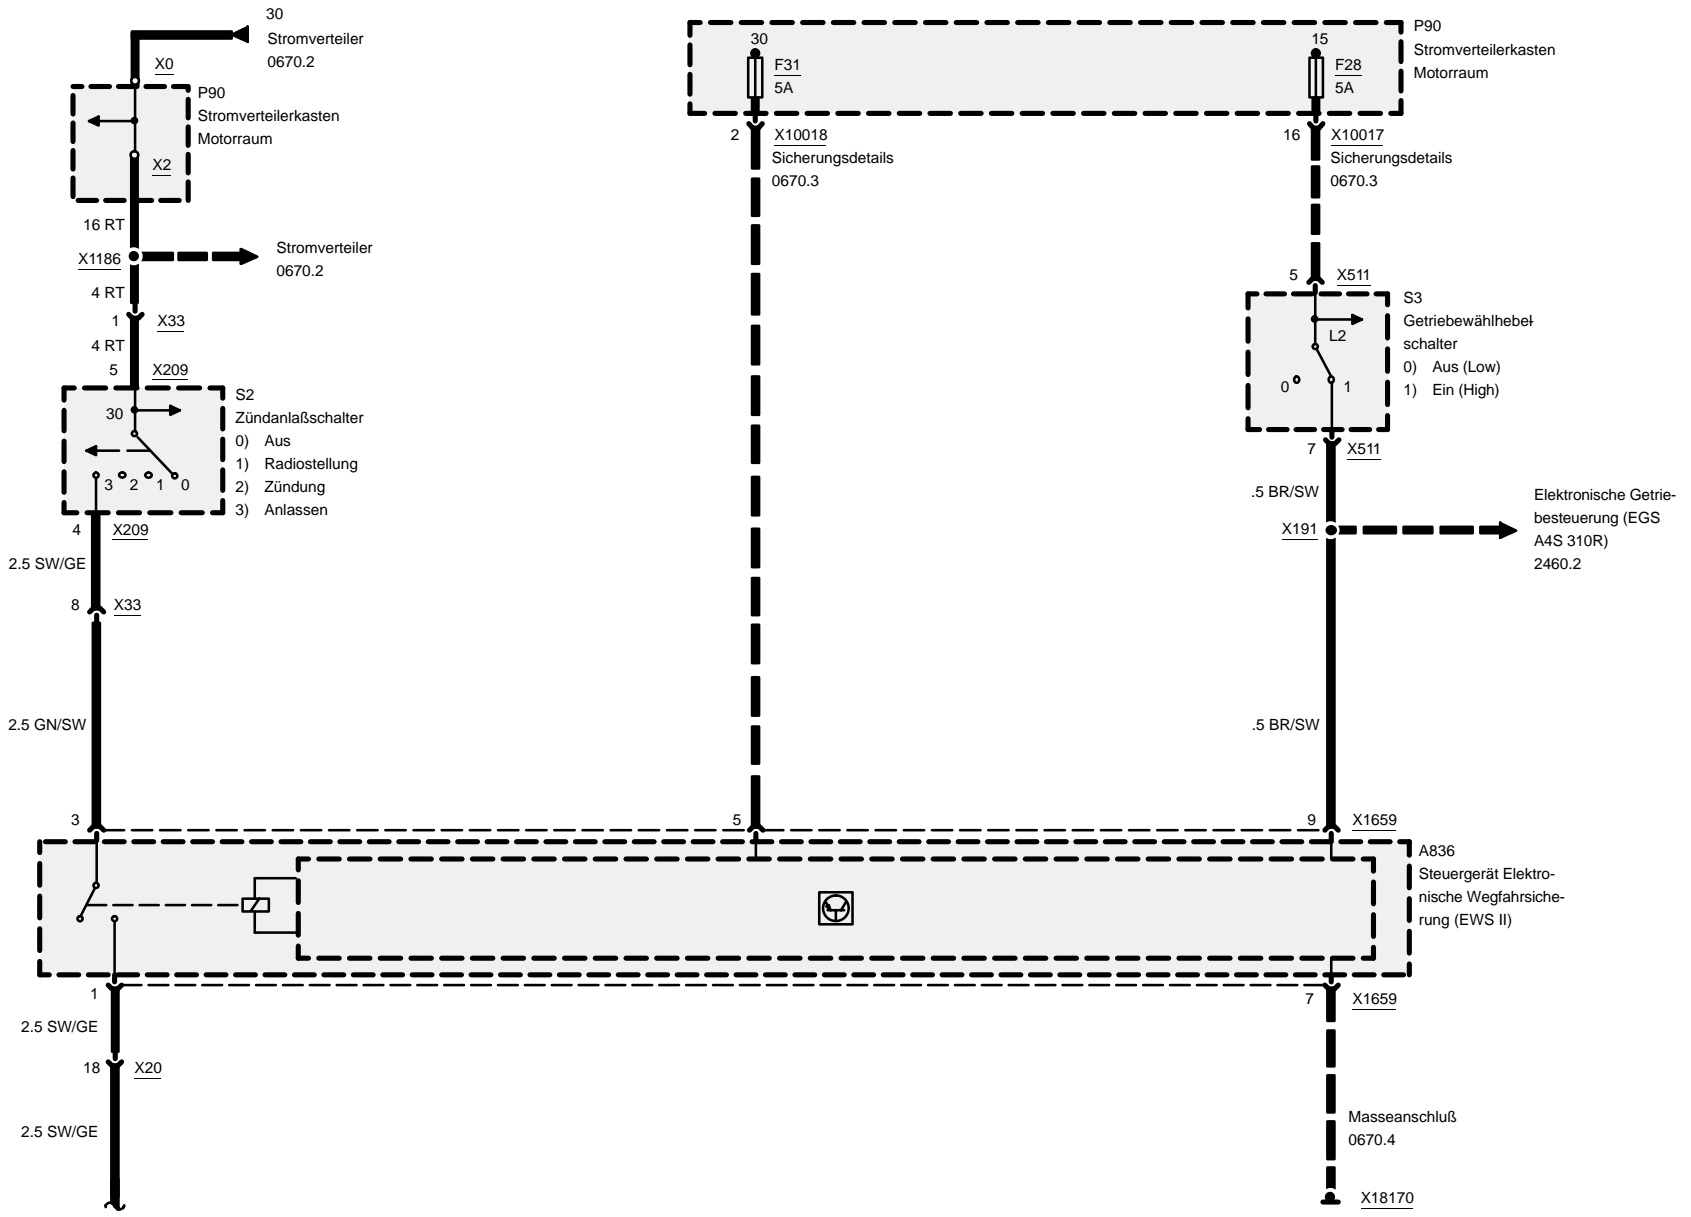 30
Stromverteiler
0670.2
X0
P90
Stromverteilerkasten
Motorraum
X2
16 RT
X1186
Stromverteiler
0670.2
4 RT
1
X33
4 RT
5
X209
S2
Zündanlaßschalter
0) Aus
1) Radiostellung
2) Zündung
3) Anlassen
30
3 2 1 0
4
X209
2.5 SW/GE
8
X33
2.5 GN/SW
3
P90
Stromverteilerkasten
Motorraum
30
F31
5A
2
X10018
Sicherungsdetails
0670.3
5
15
F28
5A
16
X10017
Sicherungsdetails
0670.3
5
X511
S3
Getriebewählhebel-
schalter
0) Aus (Low)
1) Ein (High)
L2
0
1
7
X511
.5 BR/SW
X191
Elektronische Getrie-
besteuerung (EGS
A4S 310R)
2460.2
.5 BR/SW
9
X1659
A836
Steuergerät Elektro-
nische Wegfahrsiche-
rung (EWS II)
1
2.5 SW/GE
18
X20
2.5 SW/GE
7
X1659
Masseanschluß
0670.4
X18170